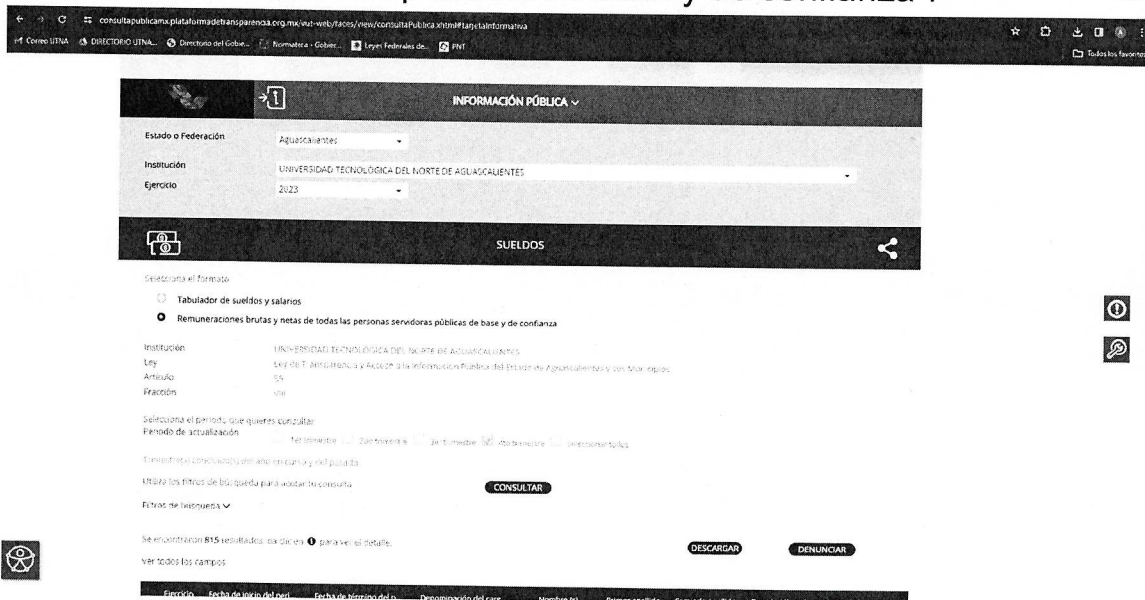 y de confianza".
consultapublicamx.plataformadetransparencia.org.mx/vut-web/faces/view/consultaPublica.xhtml#tarjetaInformativa
Correo UTNA DIRECTORIO UTNA... Directorio del Gobie... Normateca - Gobier... Leyes Federales de... PNT
Todos los favoritos
INFORMACIÓN PÚBLICA
Estado o Federación Aguascalientes
Institución UNIVERSIDAD TECNOLÓGICA DEL NORTE DE AGUASCALIENTES
Ejercicio 2023
SUELDOS
Selecciona el formato
Tabulador de sueldos y salarios
Remuneraciones brutas y netas de todas las personas servidoras públicas de base y de confianza
Institución UNIVERSIDAD TECNOLÓGICA DEL NORTE DE AGUASCALIENTES
Ley Ley de Transparencia y Acceso a la Información Pública del Estado de Aguascalientes y sus Municipios
Artículo 55
Fracción VIII
Selecciona el periodo que quieres consultar
Periodo de actualización 1er trimestre 2do trimestre 3er trimestre 4to trimestre Seleccionar todos
del año en curso y del pasado
Utiliza los filtros de búsqueda para acotar tu consulta CONSULTAR
Filtros de búsqueda
Se encontraron 815 resultados, da clic en para ver el detalle. DESCARGAR DENUNCIAR
Ver todos los campos
Ejercicio Fecha de inicio del peri... Fecha de término del p... Denominación del carg... Nombre (s) Primer apellido